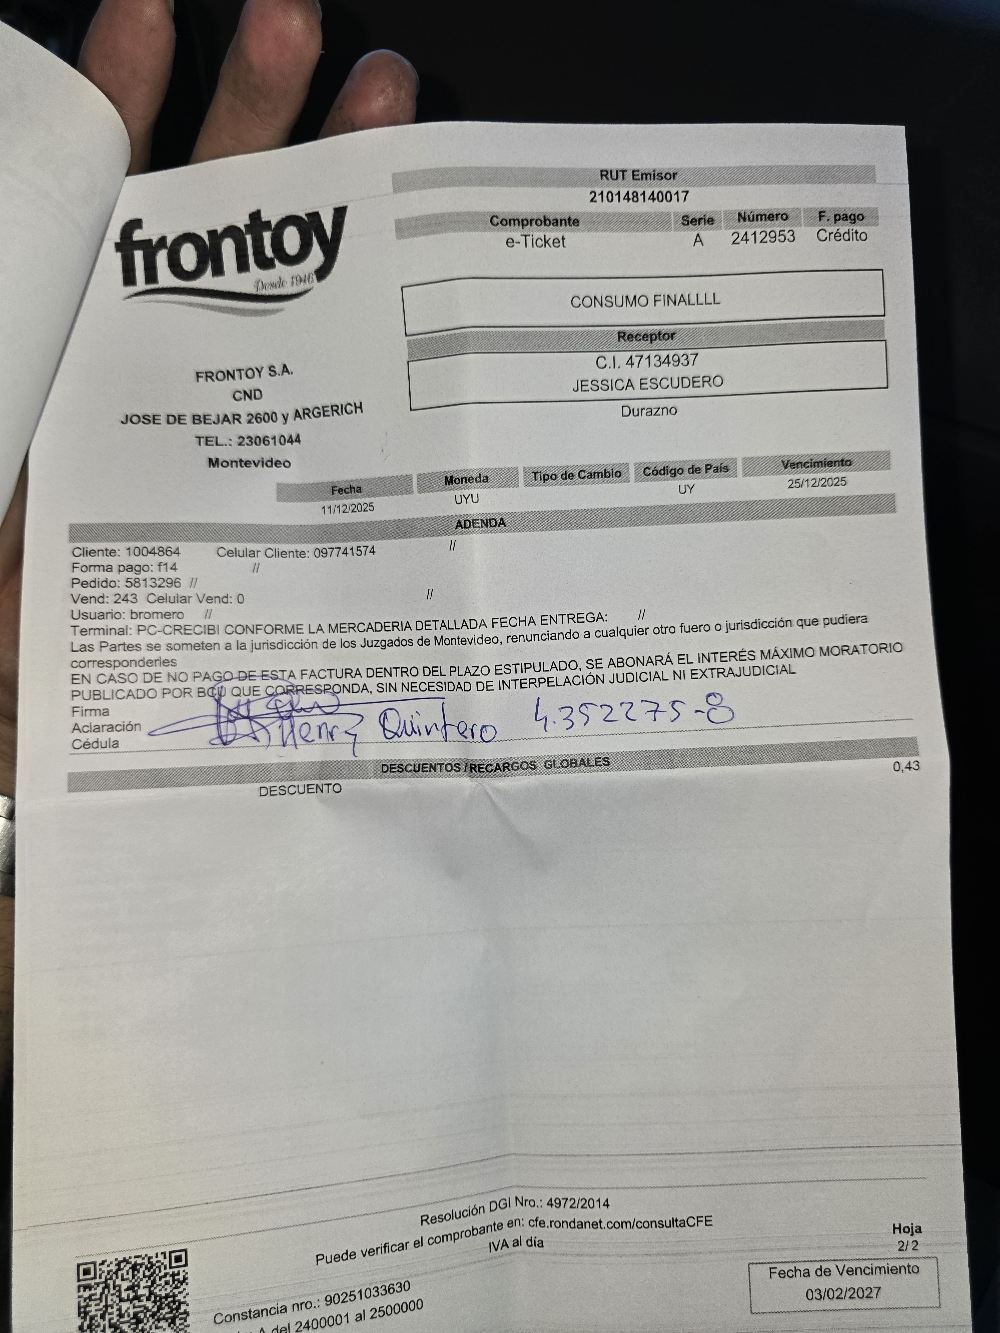 frontoy
Desde 1946
RUT Emisor
210148140017
Comprobante Serie Número F. pago
e-Ticket A 2412953 Crédito
CONSUMO FINALLLL
Receptor
C.I. 47134937
JESSICA ESCUDERO
Durazno
FRONTOY S.A.
CND
JOSE DE BEJAR 2600 y ARGERICH
TEL.: 23061044
Montevideo
Fecha Moneda Tipo de Cambio Código de País Vencimiento
11/12/2025 UYU UY 25/12/2025
ADENDA
Cliente: 1004864 Celular Cliente: 097741574 //
Forma pago: f14 //
Pedido: 5813296 //
Vend: 243 Celular Vend: 0 //
Usuario: bromero //
Terminal: PC-CRECIBI CONFORME LA MERCADERIA DETALLADA FECHA ENTREGA: //
Las Partes se someten a la jurisdicción de los Juzgados de Montevideo, renunciando a cualquier otro fuero o jurisdicción que pudiera
corresponderles
EN CASO DE NO PAGO DE ESTA FACTURA DENTRO DEL PLAZO ESTIPULADO, SE ABONARÁ EL INTERÉS MÁXIMO MORATORIO
PUBLICADO POR BCU QUE CORRESPONDA, SIN NECESIDAD DE INTERPELACIÓN JUDICIAL NI EXTRAJUDICIAL
Firma
Aclaración Henry Quintero 4.352275-8
Cédula
DESCUENTOS /RECARGOS GLOBALES
DESCUENTO 0,43
Resolución DGI Nro.: 4972/2014
Puede verificar el comprobante en: cfe.rondanet.com/consultaCFE
IVA al día
Hoja
2/ 2
Fecha de Vencimiento
03/02/2027
Constancia nro.: 90251033630
A del 2400001 al 2500000